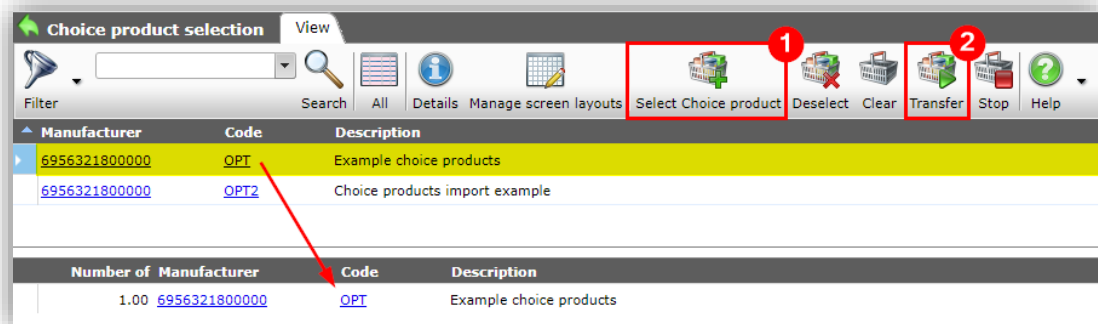 Choice product selection View
1 2
Filter Search All Details Manage screen layouts Select Choice product Deselect Clear Transfer Stop Help
Manufacturer Code Description
6956321800000 OPT Example choice products
6956321800000 OPT2 Choice products import example
Number of Manufacturer Code Description
1.00 6956321800000 OPT Example choice products